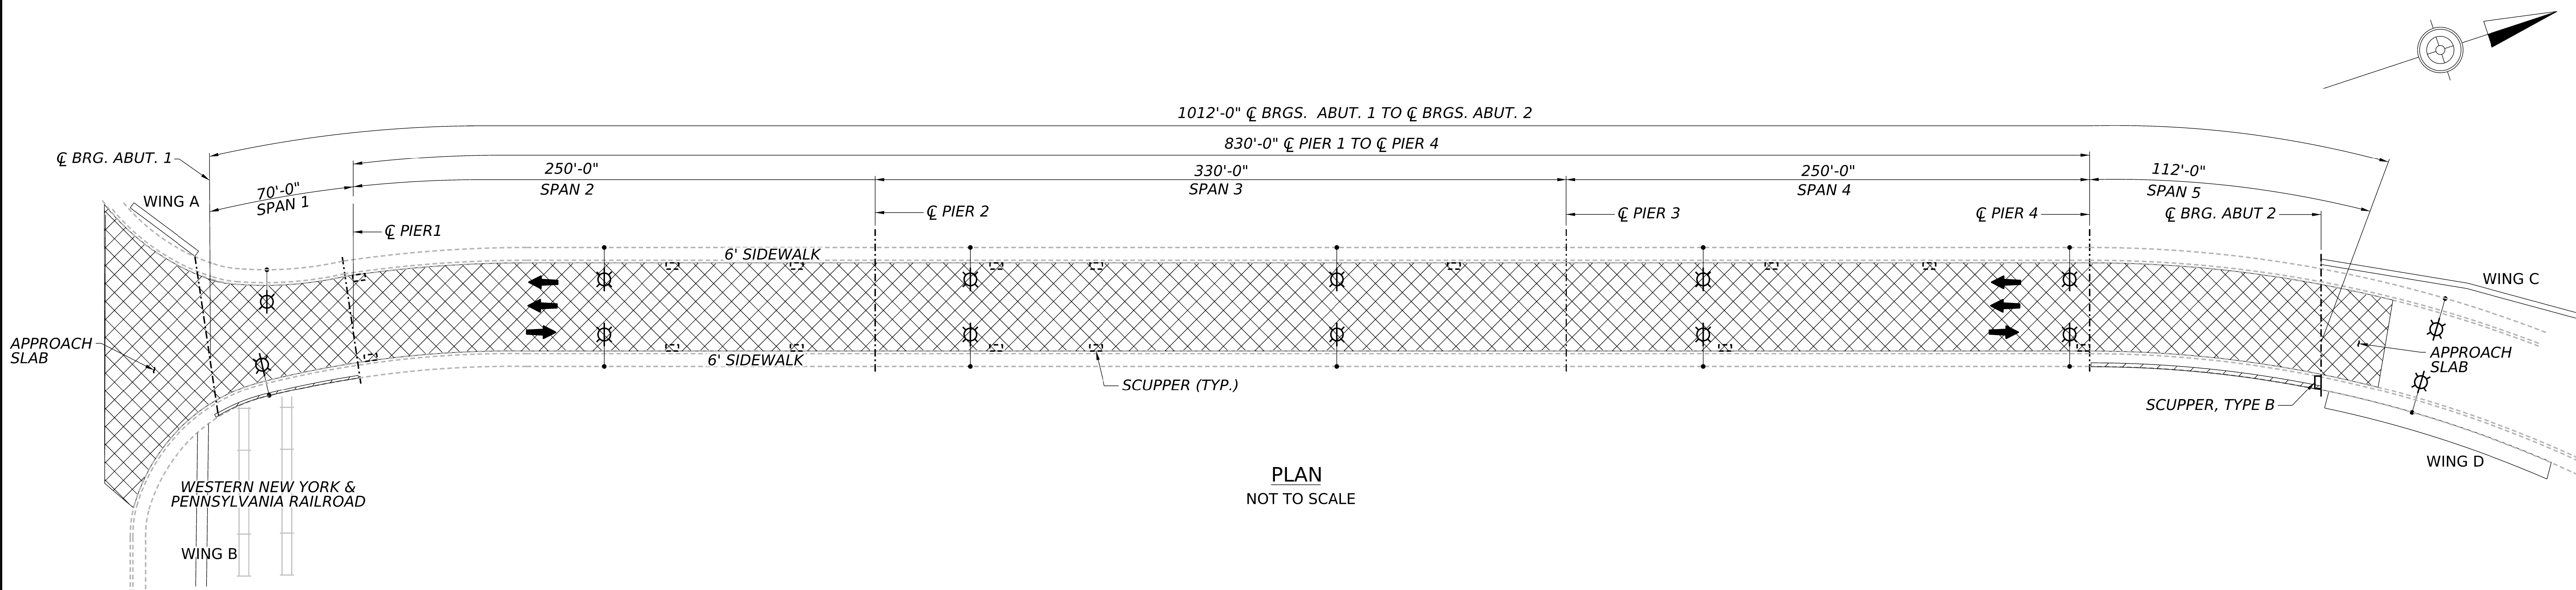 1012'-0" ℄ BRGS. ABUT. 1 TO ℄ BRGS. ABUT. 2
830'-0" ℄ PIER 1 TO ℄ PIER 4
℄ BRG. ABUT. 1
250'-0"
SPAN 2
330'-0"
SPAN 3
250'-0"
SPAN 4
112'-0"
SPAN 5
70'-0"
SPAN 1
WING A
℄ PIER1
℄ PIER 2
℄ PIER 3
℄ PIER 4
℄ BRG. ABUT 2
6' SIDEWALK
WING C
APPROACH
SLAB
6' SIDEWALK
SCUPPER (TYP.)
APPROACH
SLAB
SCUPPER, TYPE B
WING D
WESTERN NEW YORK &
PENNSYLVANIA RAILROAD
WING B
PLAN
NOT TO SCALE